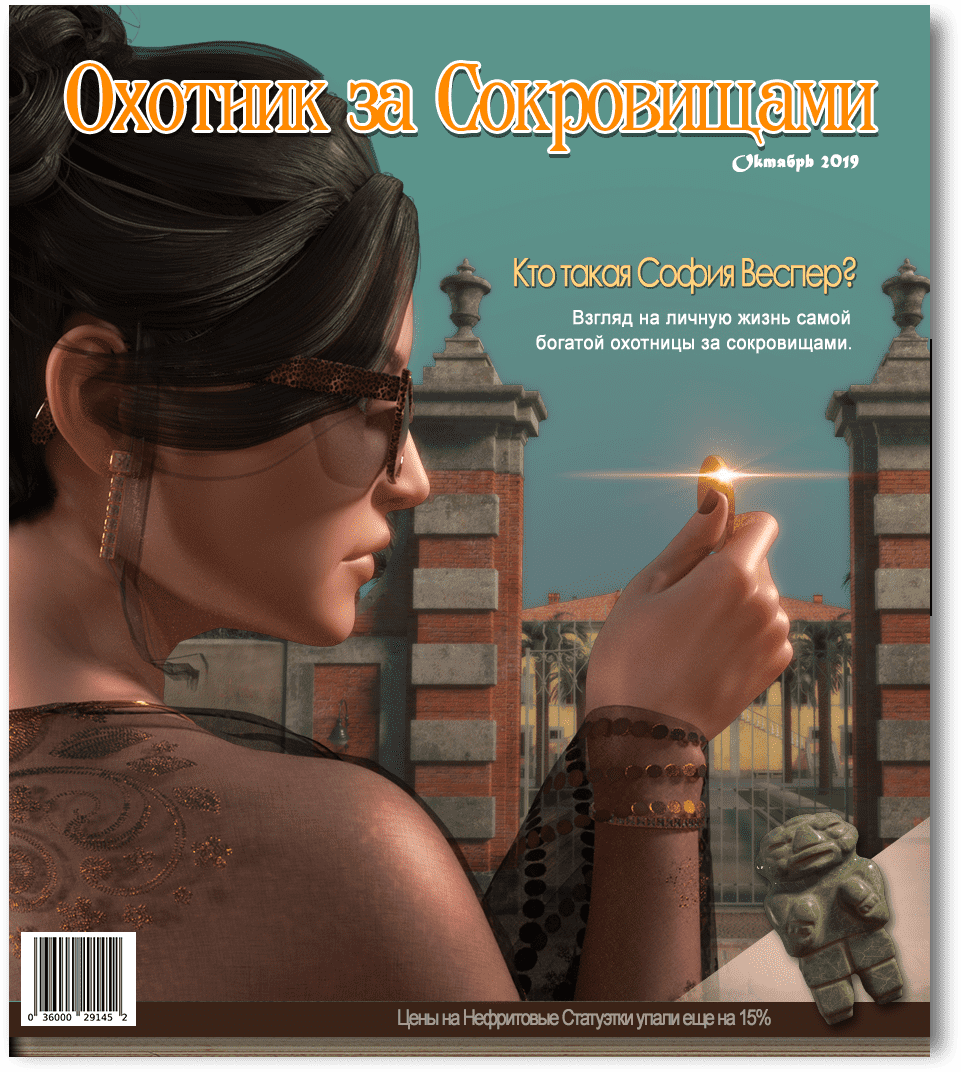 Охотник за Сокровищами
Октябрь 2019
Кто такая София Веспер?
Взгляд на личную жизнь самой
богатой охотницы за сокровищами.
Цены на Нефритовые Статуэтки упали еще на 15%
0 36000 29145 2